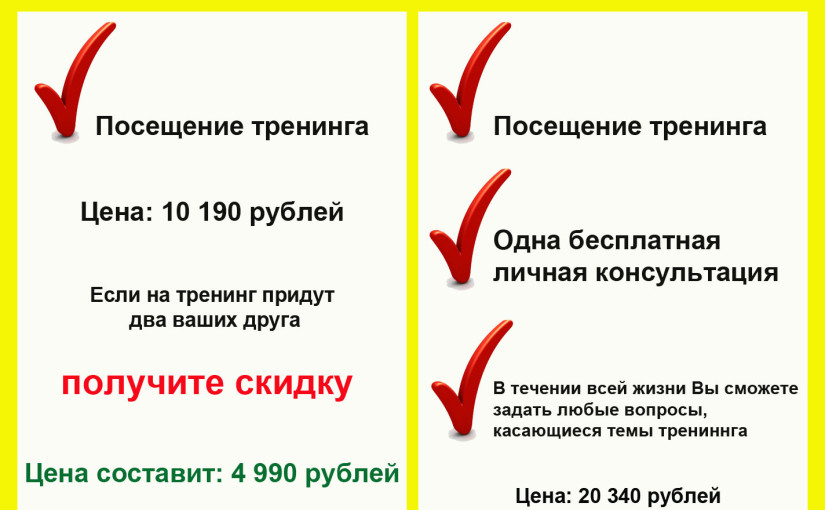 Посещение тренинга
Цена: 10 190 рублей
Если на тренинг придут
два ваших друга
получите скидку
Цена составит: 4 990 рублей
Посещение тренинга
Одна бесплатная
личная консультация
В течении всей жизни Вы сможете
задать любые вопросы,
касающиеся темы трениннга
Цена: 20 340 рублей